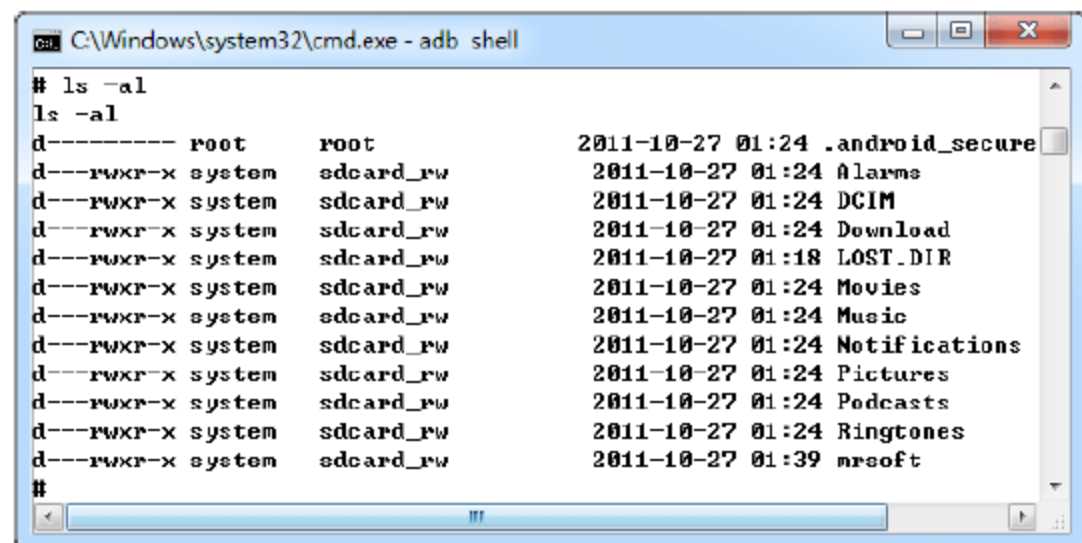 C:\Windows\system32\cmd.exe - adb shell
# ls -al
ls -al
d--------- root root 2011-10-27 01:24 .android_secure
d---rwxr-x system sdcard_rw 2011-10-27 01:24 Alarms
d---rwxr-x system sdcard_rw 2011-10-27 01:24 DCIM
d---rwxr-x system sdcard_rw 2011-10-27 01:24 Download
d---rwxr-x system sdcard_rw 2011-10-27 01:18 LOST.DIR
d---rwxr-x system sdcard_rw 2011-10-27 01:24 Movies
d---rwxr-x system sdcard_rw 2011-10-27 01:24 Music
d---rwxr-x system sdcard_rw 2011-10-27 01:24 Notifications
d---rwxr-x system sdcard_rw 2011-10-27 01:24 Pictures
d---rwxr-x system sdcard_rw 2011-10-27 01:24 Podcasts
d---rwxr-x system sdcard_rw 2011-10-27 01:24 Ringtones
d---rwxr-x system sdcard_rw 2011-10-27 01:39 mrsoft
#